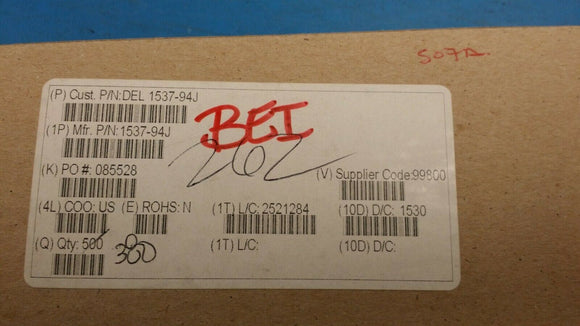 507A
(P) Cust. P/N:DEL 1537-94J
BEI
(1P) Mfr. P/N:1537-94J
262
(K) PO #: 085528
(V) Supplier Code:99800
(4L) COO: US (E) ROHS: N (1T) L/C:2521284 (10D) D/C: 1530
(Q) Qty: 500 (1T) L/C: (10D) D/C:
300